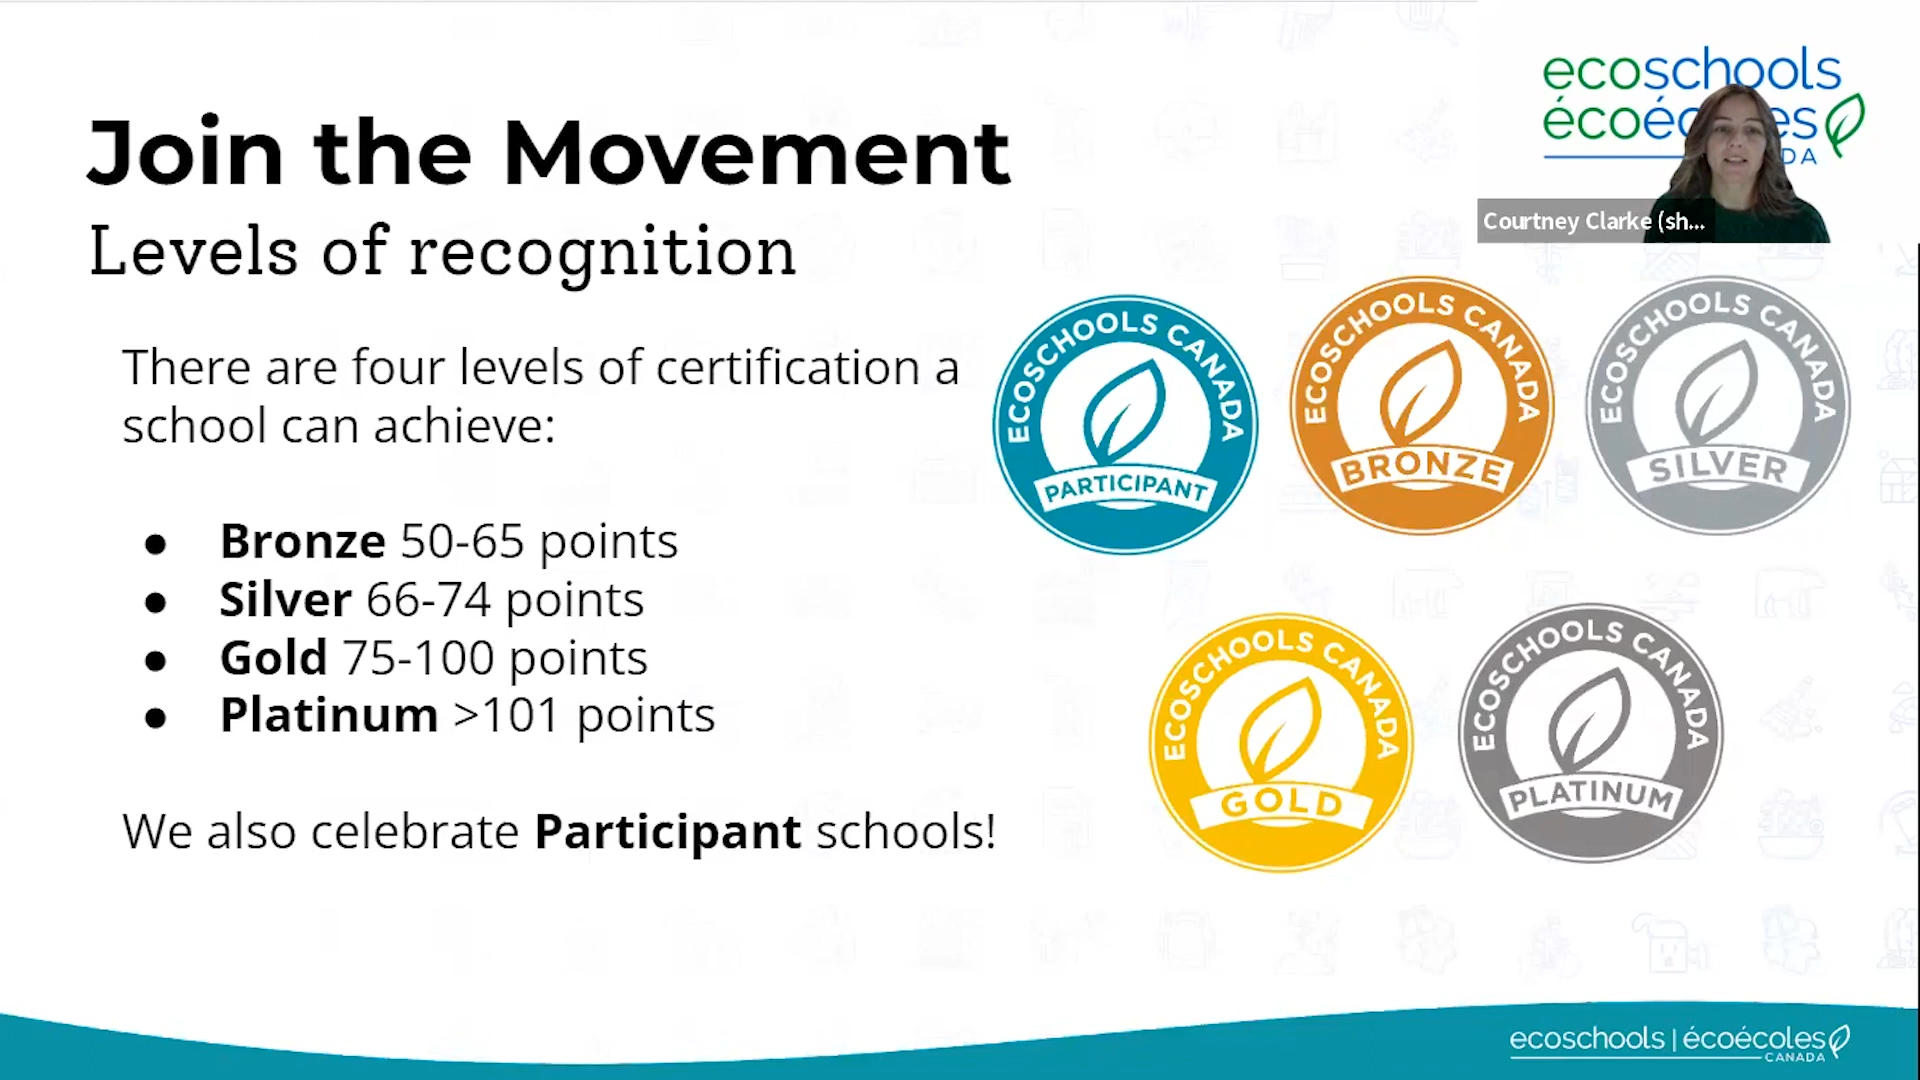 Join the Movement
Levels of recognition
There are four levels of certification a
school can achieve:
● Bronze 50-65 points
● Silver 66-74 points
● Gold 75-100 points
● Platinum >101 points
We also celebrate Participant schools!
ecoschools
Courtney Clarke (sh...
ECOSCHOOLS CANADA
PARTICIPANT
ECOSCHOOLS CANADA
BRONZE
ECOSCHOOLS CANADA
SILVER
ECOSCHOOLS CANADA
GOLD
ECOSCHOOLS CANADA
PLATINUM
ecoschools | écoécoles
CANADA